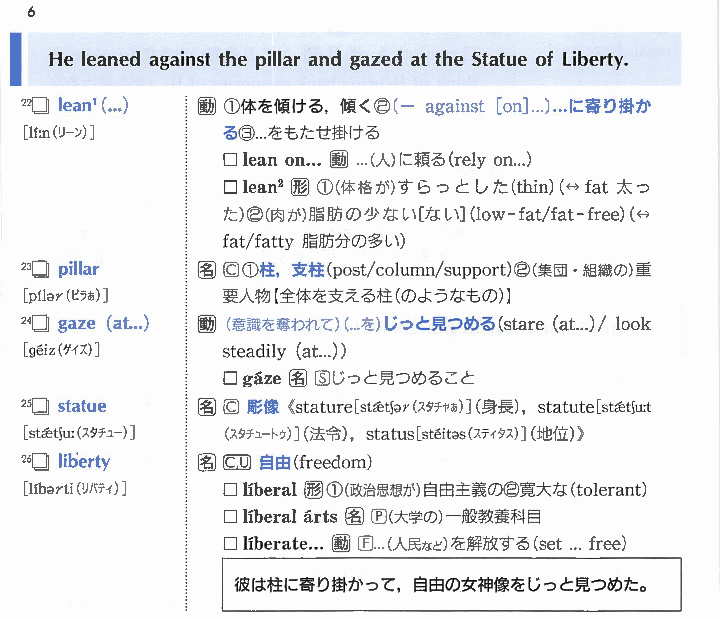 6
He leaned against the pillar and gazed at the Statue of Liberty.
22 □ lean¹ (...) 動 ①体を傾ける，傾く②(― against [on]...)...に寄り掛か
[líːn(リーン)] る③...をもたせ掛ける
□ lean on... 動 ...(人)に頼る(rely on...)
□ lean² 形 ①(体格が)すらっとした(thin)(↔ fat 太っ
た)②(肉が)脂肪の少ない[ない](low-fat/fat-free)(↔
fat/fatty 脂肪分の多い)
23 □ pillar 名 C ①柱，支柱(post/column/support)②(集団・組織の)重
[pílər(ピラぁ)] 要人物【全体を支える柱(のようなもの)】
24 □ gaze (at...) 動 (意識を奪われて)(...を)じっと見つめる(stare (at...)/ look
[géiz(ゲイズ)] steadily (at...))
□ gáze 名 S じっと見つめること
25 □ statue 名 C 彫像《stature[stǽtʃər(スタチャぁ)](身長)，statute[stǽtʃuːt
[stǽtʃuː(スタチュー)] (スタチュートゥ)](法令)，status[stéitəs(スティタス)](地位)》
26 □ liberty 名 C,U 自由(freedom)
[líbərti(リバティ)] □ líberal 形 ①(政治思想が)自由主義の②寛大な(tolerant)
□ líberal árts 名 P (大学の)一般教養科目
□ líberate... 動 F ...(人民など)を解放する(set ... free)
彼は柱に寄り掛かって，自由の女神像をじっと見つめた。